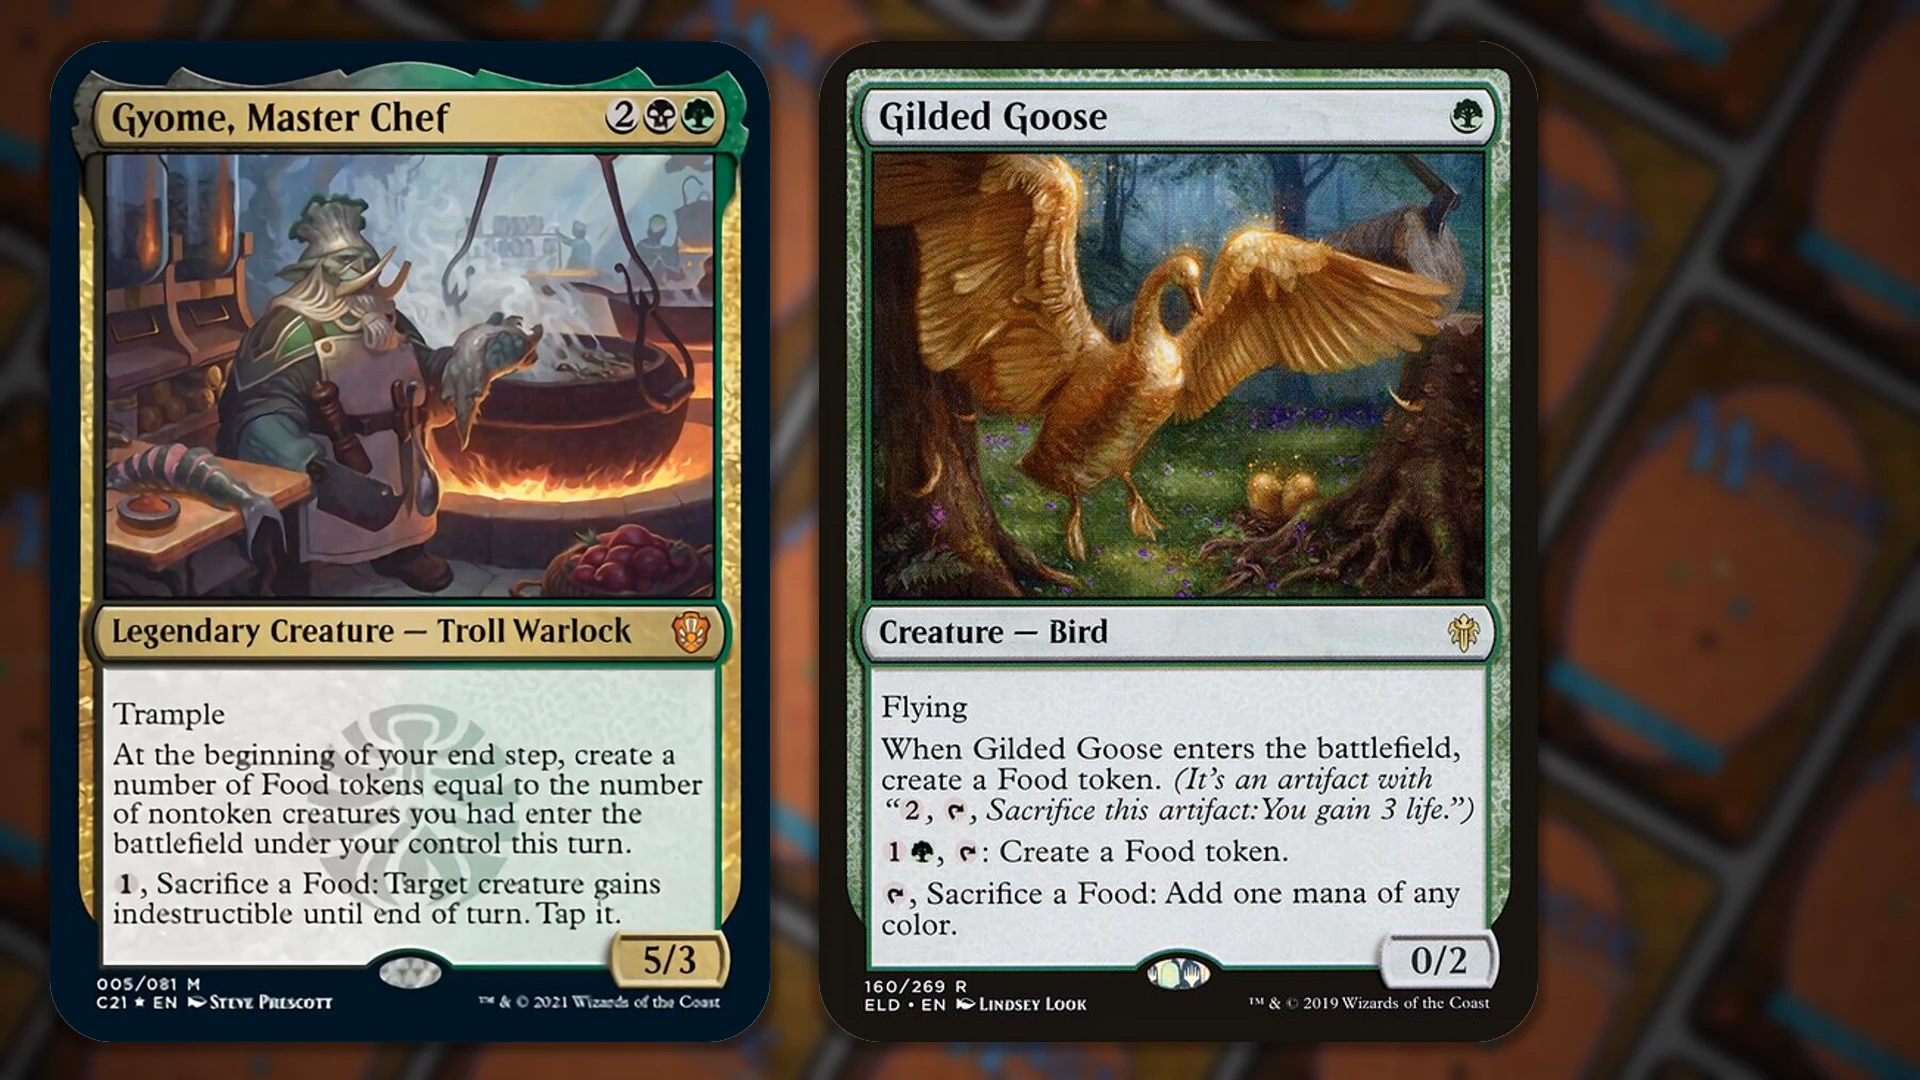 Gyome, Master Chef
2
Legendary Creature — Troll Warlock
Trample
At the beginning of your end step, create a
number of Food tokens equal to the number
of nontoken creatures you had enter the
battlefield under your control this turn.
1, Sacrifice a Food: Target creature gains
indestructible until end of turn. Tap it.
5/3
005/081 M
C21 ★ EN STEVE PRESCOTT
™ & © 2021 Wizards of the Coast
Gilded Goose
Creature — Bird
Flying
When Gilded Goose enters the battlefield,
create a Food token. (It's an artifact with
“2, , Sacrifice this artifact: You gain 3 life.”)
1 , : Create a Food token.
, Sacrifice a Food: Add one mana of any
color.
0/2
160/269 R
ELD • EN LINDSEY LOOK
™ & © 2019 Wizards of the Coast